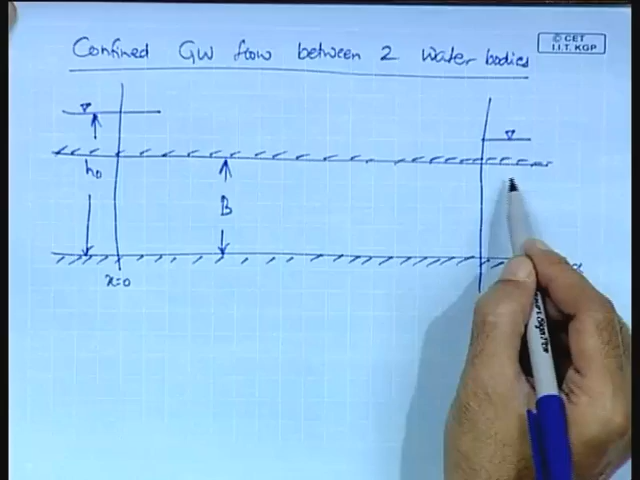 Confined GW flow between 2 water bodies
© CET
I.I.T. KGP
h₀
B
x=0